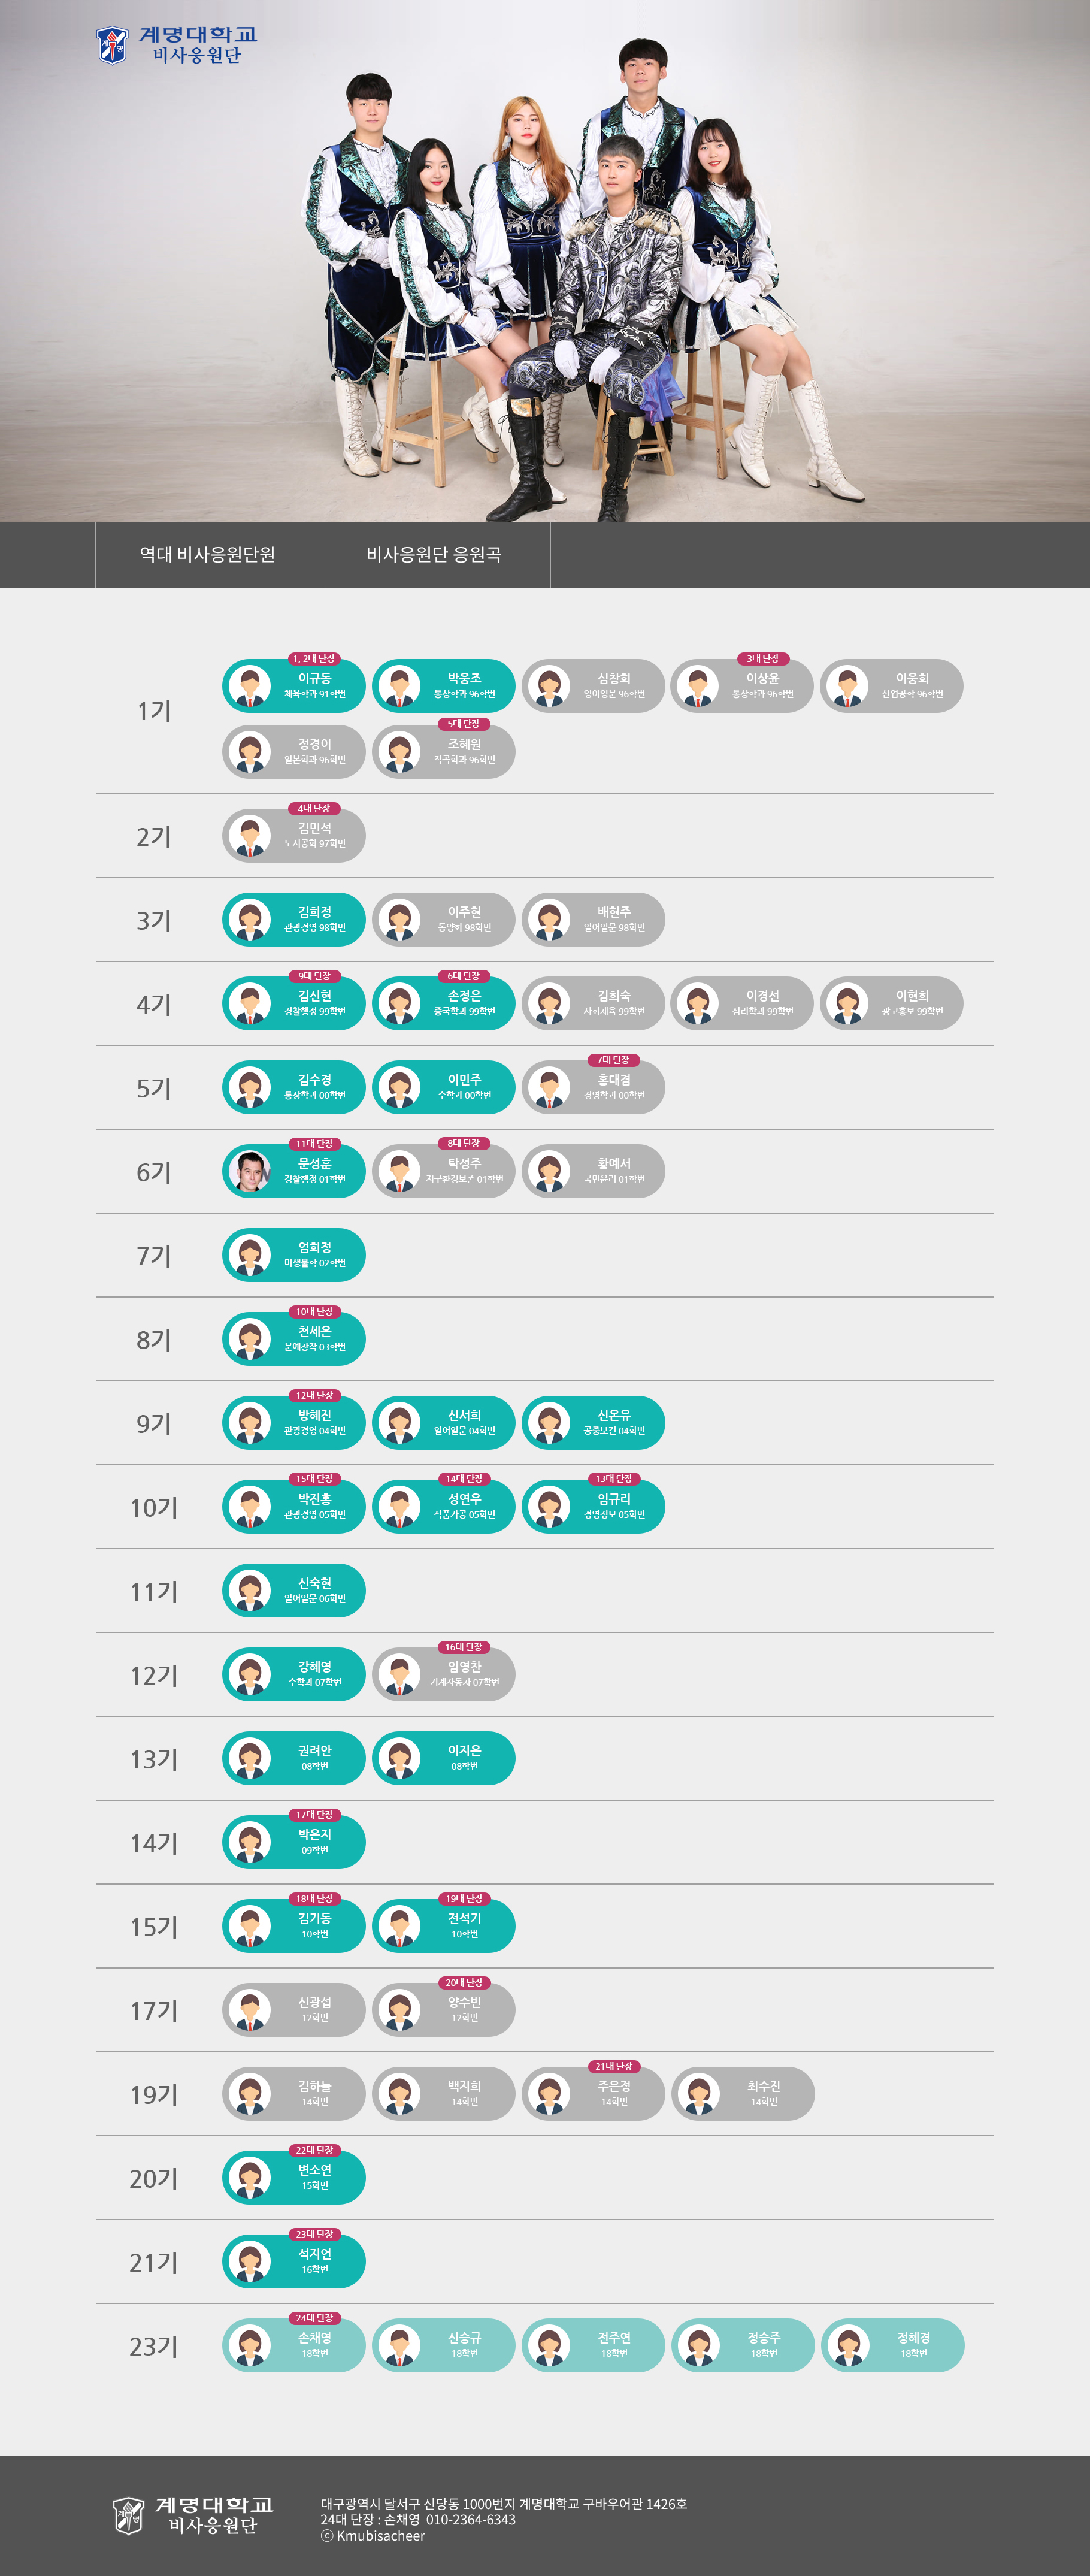 계명대학교
비사응원단
역대 비사응원단원
비사응원단 응원곡
1기
1, 2대 단장
이규동
체육학과 91학번
박웅조
통상학과 96학번
심창희
영어영문 96학번
3대 단장
이상윤
통상학과 96학번
이웅희
산업공학 96학번
정경이
일본학과 96학번
5대 단장
조혜원
작곡학과 96학번
2기
4대 단장
김민석
도시공학 97학번
3기
김희정
관광경영 98학번
이주현
동양화 98학번
배현주
일어일문 98학번
4기
9대 단장
김신현
경찰행정 99학번
6대 단장
손정은
중국학과 99학번
김희숙
사회체육 99학번
이경선
심리학과 99학번
이현희
광고홍보 99학번
5기
김수경
통상학과 00학번
이민주
수학과 00학번
7대 단장
홍대겸
경영학과 00학번
6기
11대 단장
문성훈
경찰행정 01학번
8대 단장
탁성주
지구환경보존 01학번
황예서
국민윤리 01학번
7기
엄희정
미생물학 02학번
8기
10대 단장
천세은
문예창작 03학번
9기
12대 단장
방혜진
관광경영 04학번
신서희
일어일문 04학번
신온유
공중보건 04학번
10기
15대 단장
박진홍
관광경영 05학번
14대 단장
성연우
식품가공 05학번
13대 단장
임규리
경영정보 05학번
11기
신숙현
일어일문 06학번
12기
강혜영
수학과 07학번
16대 단장
임영찬
기계자동차 07학번
13기
권려안
08학번
이지은
08학번
14기
17대 단장
박은지
09학번
15기
18대 단장
김기동
10학번
19대 단장
전석기
10학번
17기
신광섭
12학번
20대 단장
양수빈
12학번
19기
김하늘
14학번
백지희
14학번
21대 단장
주은정
14학번
최수진
14학번
20기
22대 단장
변소연
15학번
21기
23대 단장
석지언
16학번
23기
24대 단장
손채영
18학번
신승규
18학번
전주연
18학번
정승주
18학번
정혜경
18학번
계명대학교
비사응원단
대구광역시 달서구 신당동 1000번지 계명대학교 구바우어관 1426호
24대 단장 : 손채영 010-2364-6343
ⓒ Kmubisacheer